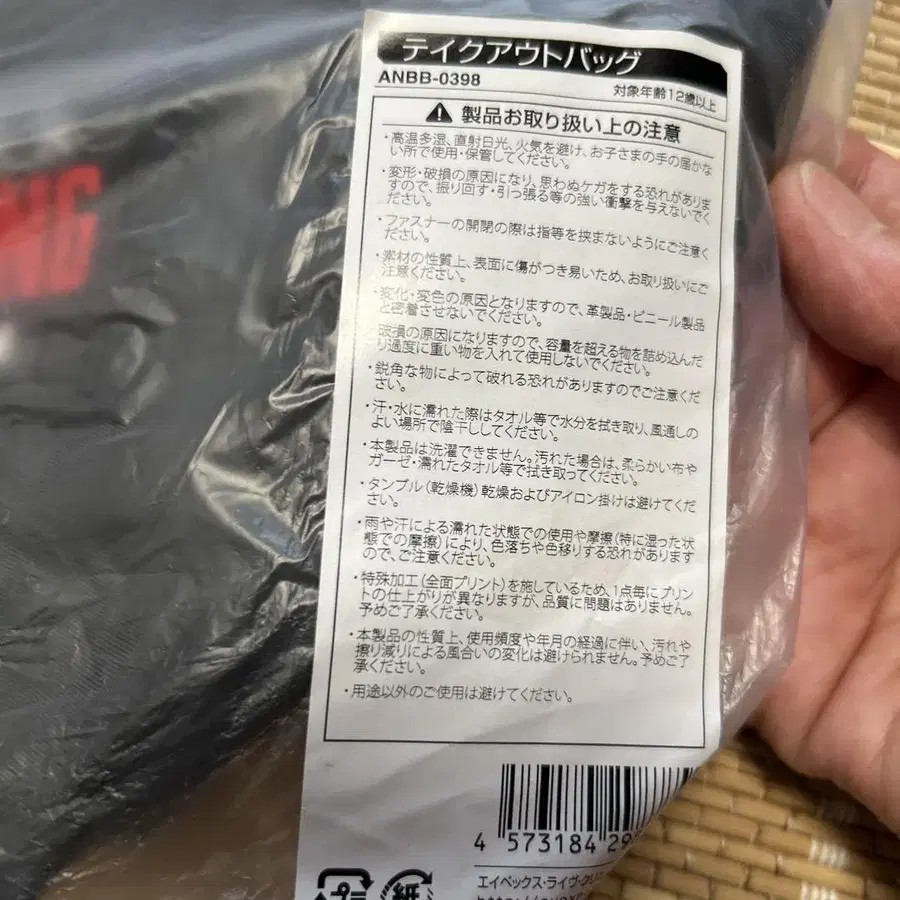 NG
テイクアウトバッグ
ANBB-0398
対象年齢12歳以上
製品お取り扱い上の注意
・高温多湿、直射日光、火気を避け、お子さまの手の届かな
い所で使用・保管してください。
・変形・破損の原因になり、思わぬケガをする恐れがありま
すので、振り回す・引っ張る等の強い衝撃を与えないでく
ださい。
・ファスナーの開閉の際は指等を挟まないようにご注意く
ださい。
・素材の性質上、表面に傷がつき易いため、お取り扱いにご
注意ください。
・変化・変色の原因となりますので、革製品・ビニール製品
と密着させないでください。
・破損の原因になりますので、容量を超える物を詰め込んだ
り過度に重い物を入れて使用しないでください。
・鋭角な物によって破れる恐れがありますのでご注意くだ
さい。
・汗・水に濡れた際はタオル等で水分を拭き取り、風通しの
よい場所で陰干ししてください。
・本製品は洗濯できません。汚れた場合は、柔らかい布や
ガーゼ・濡れたタオル等で拭き取ってください。
・タンブル(乾燥機)乾燥およびアイロン掛けは避けてくだ
さい。
・雨や汗による濡れた状態での使用や摩擦(特に湿った状
態での摩擦)により、色落ちや色移りする恐れがあります
ので、ご注意ください。
・特殊加工(全面プリント)を施しているため、1点毎にプリン
トの仕上がりが異なりますが、品質に問題はありません。
予めご了承ください。
・本製品の性質上、使用頻度や年月の経過に伴い、汚れや
擦り減りによる風合いの変化は避けられません。予めご了
承ください。
・用途以外のご使用は避けてください。
4 573184 29
プラ
紙
エイベックス・ライヴ・クリエ